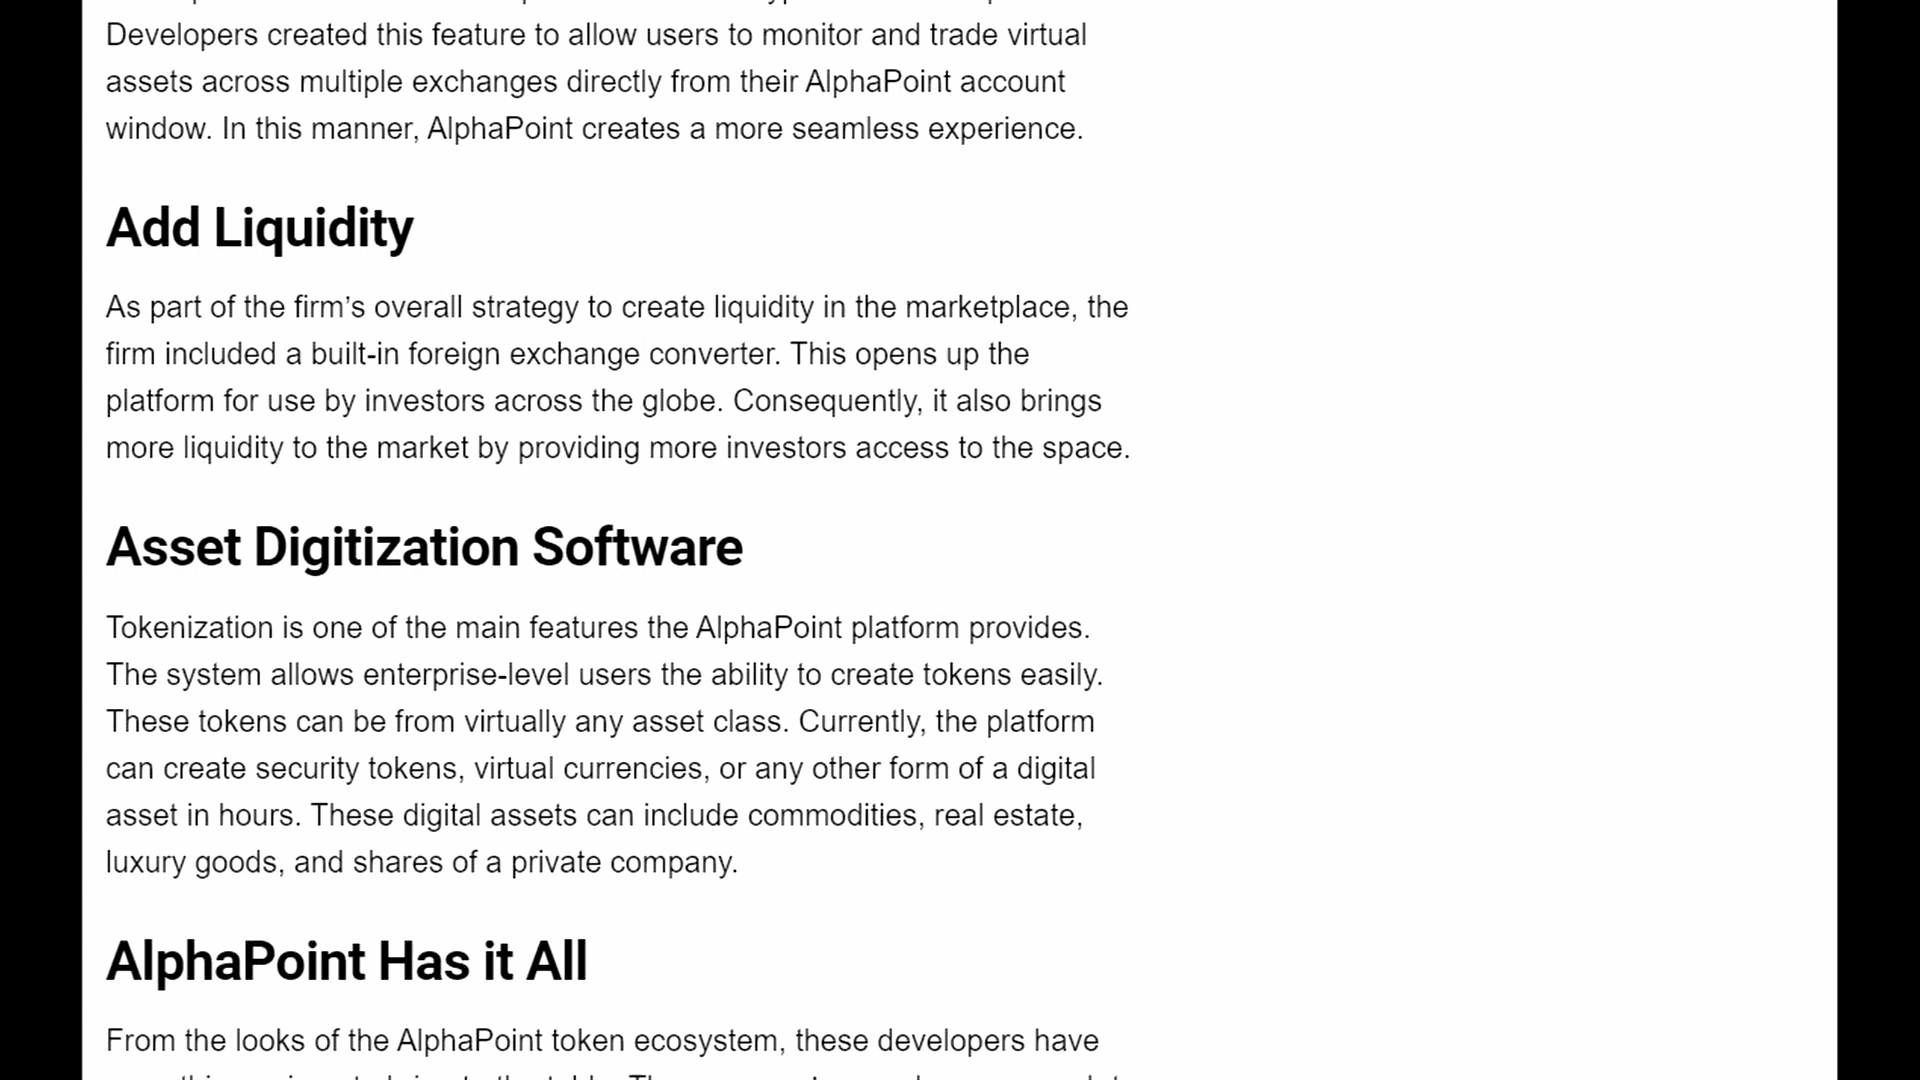 Developers created this feature to allow users to monitor and trade virtual
assets across multiple exchanges directly from their AlphaPoint account
window. In this manner, AlphaPoint creates a more seamless experience.
Add Liquidity
As part of the firm’s overall strategy to create liquidity in the marketplace, the
firm included a built-in foreign exchange converter. This opens up the
platform for use by investors across the globe. Consequently, it also brings
more liquidity to the market by providing more investors access to the space.
Asset Digitization Software
Tokenization is one of the main features the AlphaPoint platform provides.
The system allows enterprise-level users the ability to create tokens easily.
These tokens can be from virtually any asset class. Currently, the platform
can create security tokens, virtual currencies, or any other form of a digital
asset in hours. These digital assets can include commodities, real estate,
luxury goods, and shares of a private company.
AlphaPoint Has it All
From the looks of the AlphaPoint token ecosystem, these developers have